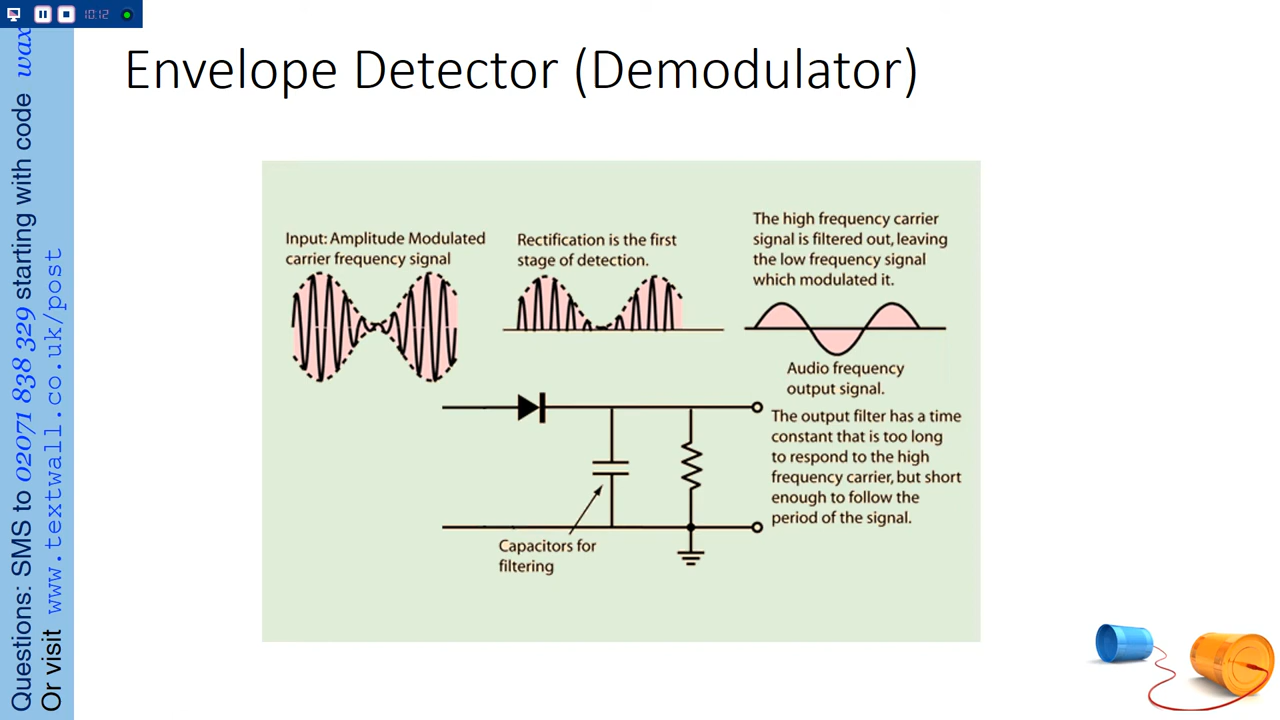 10.12
Questions: SMS to 02071 838 329 starting with code wax
Or visit www.textwall.co.uk/post
Envelope Detector (Demodulator)
Input: Amplitude Modulated
carrier frequency signal
Rectification is the first
stage of detection.
The high frequency carrier
signal is filtered out, leaving
the low frequency signal
which modulated it.
Audio frequency
output signal.
The output filter has a time
constant that is too long
to respond to the high
frequency carrier, but short
enough to follow the
period of the signal.
Capacitors for
filtering